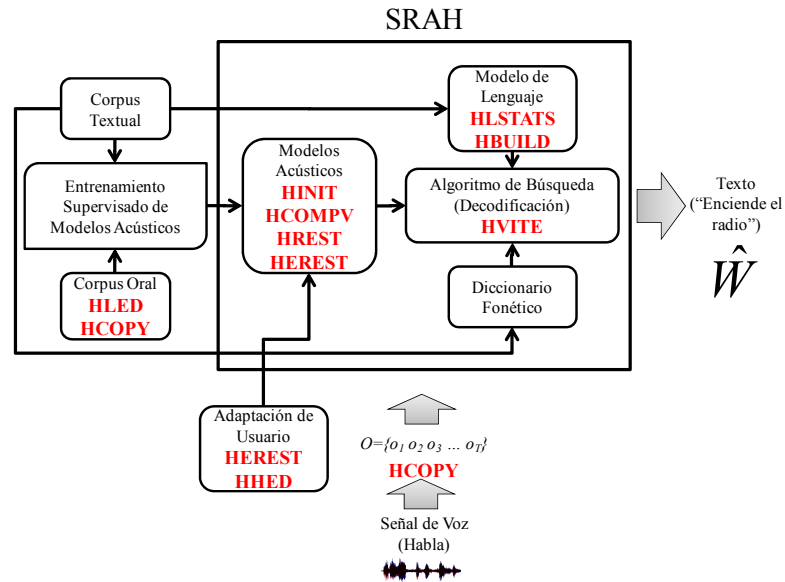 SRAH
Corpus
Textual
Modelo de
Lenguaje
HLSTATS
HBUILD
Entrenamiento
Supervisado de
Modelos Acústicos
Modelos
Acústicos
HINIT
HCOMPV
HREST
HEREST
Algoritmo de Búsqueda
(Decodificación)
HVITE
Texto
(“Enciende el
radio”)
Ŵ
Corpus Oral
HLED
HCOPY
Diccionario
Fonético
Adaptación de
Usuario
HEREST
HHED
O={o₁ o₂ o₃ ... o_T}
HCOPY
Señal de Voz
(Habla)